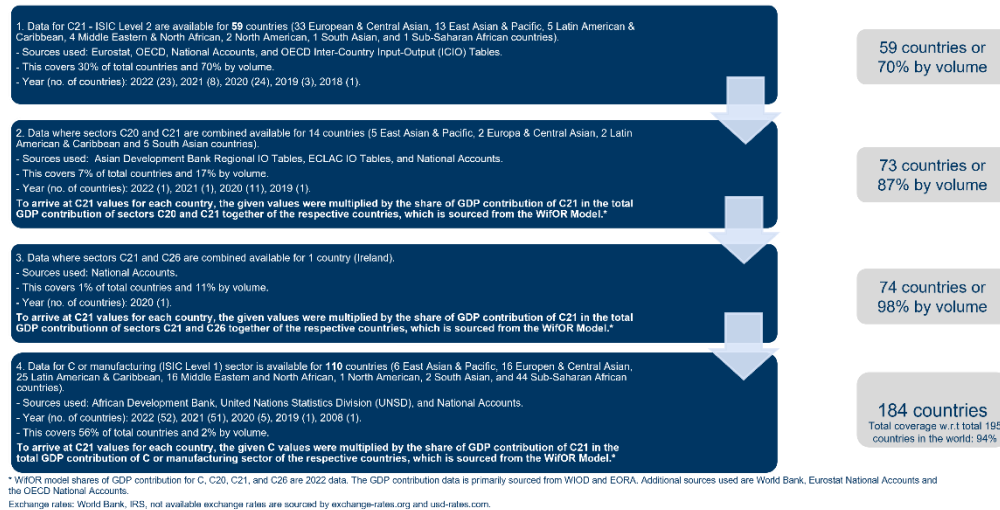 1. Data for C21 - ISIC Level 2 are available for 59 countries (33 European & Central Asian, 13 East Asian & Pacific, 5 Latin American &
Caribbean, 4 Middle Eastern & North African, 2 North American, 1 South Asian, and 1 Sub-Saharan African countries).
- Sources used: Eurostat, OECD, National Accounts, and OECD Inter-Country Input-Output (ICIO) Tables.
- This covers 30% of total countries and 70% by volume.
- Year (no. of countries): 2022 (23), 2021 (8), 2020 (24), 2019 (3), 2018 (1).
59 countries or
70% by volume
2. Data where sectors C20 and C21 are combined available for 14 countries (5 East Asian & Pacific, 2 Europa & Central Asian, 2 Latin
American & Caribbean and 5 South Asian countries).
- Sources used:  Asian Development Bank Regional IO Tables, ECLAC IO Tables, and National Accounts.
- This covers 7% of total countries and 17% by volume.
- Year (no. of countries): 2022 (1), 2021 (1), 2020 (11), 2019 (1).
To arrive at C21 values for each country, the given values were multiplied by the share of GDP contribution of C21 in the total
GDP contribution of sectors C20 and C21 together of the respective countries, which is sourced from the WifOR Model.*
73 countries or
87% by volume
3. Data where sectors C21 and C26 are combined available for 1 country (Ireland).
- Sources used: National Accounts.
- This covers 1% of total countries and 11% by volume.
- Year (no. of countries): 2020 (1).
To arrive at C21 values for each country, the given values were multiplied by the share of GDP contribution of C21 in the total
GDP contributionn of sectors C21 and C26 together of the respective countries, which is sourced from the WifOR Model.*
74 countries or
98% by volume
4. Data for C or manufacturing (ISIC Level 1) sector is available for 110 countries (6 East Asian & Pacific, 16 Europen & Central Asian,
25 Latin American & Caribbean, 16 Middle Eastern and North African, 1 North American, 2 South Asian, and 44 Sub-Saharan African
countries).
- Sources used: African Development Bank, United Nations Statistics Division (UNSD), and National Accounts.
- Year (no. of countries): 2022 (52), 2021 (51), 2020 (5), 2019 (1), 2008 (1).
- This covers 56% of total countries and 2% by volume.
To arrive at C21 values for each country, the given C values were multiplied by the share of GDP contribution of C21 in the
total GDP contribution of C or manufacturing sector of the respective countries, which is sourced from the WifOR Model.*
184 countries
Total coverage w.r.t total 195
countries in the world: 94%
* WifOR model shares of GDP contribution for C, C20, C21, and C26 are 2022 data. The GDP contribution data is primarily sourced from WIOD and EORA. Additional sources used are World Bank, Eurostat National Accounts and
the OECD National Accounts.
Exchange rates: World Bank, IRS, not available exchange rates are sourced by exchange-rates.org and usd-rates.com.